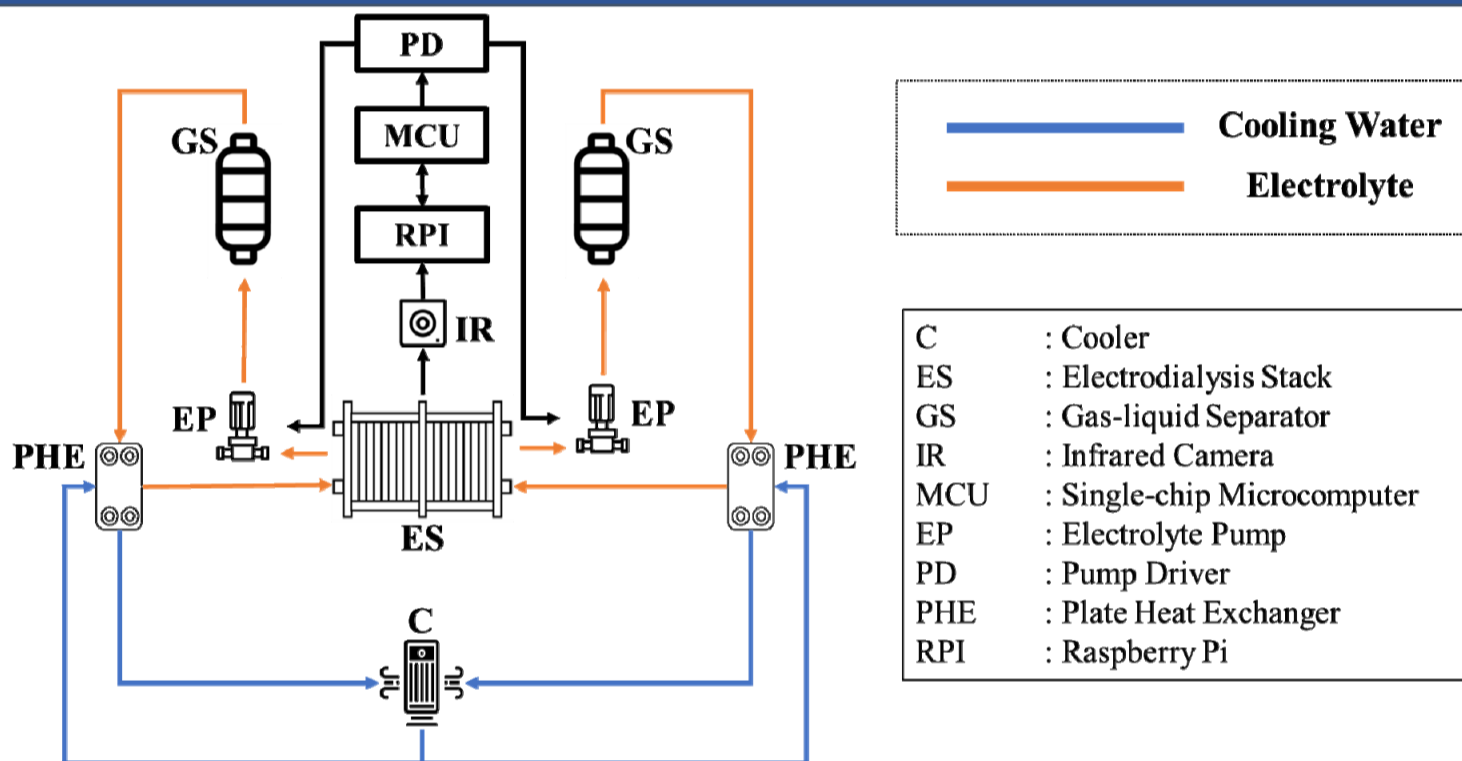 PD
GS
MCU
GS
RPI
IR
EP
EP
PHE
PHE
ES
C
Cooling Water
Electrolyte
C : Cooler
ES : Electrodialysis Stack
GS : Gas-liquid Separator
IR : Infrared Camera
MCU : Single-chip Microcomputer
EP : Electrolyte Pump
PD : Pump Driver
PHE : Plate Heat Exchanger
RPI : Raspberry Pi